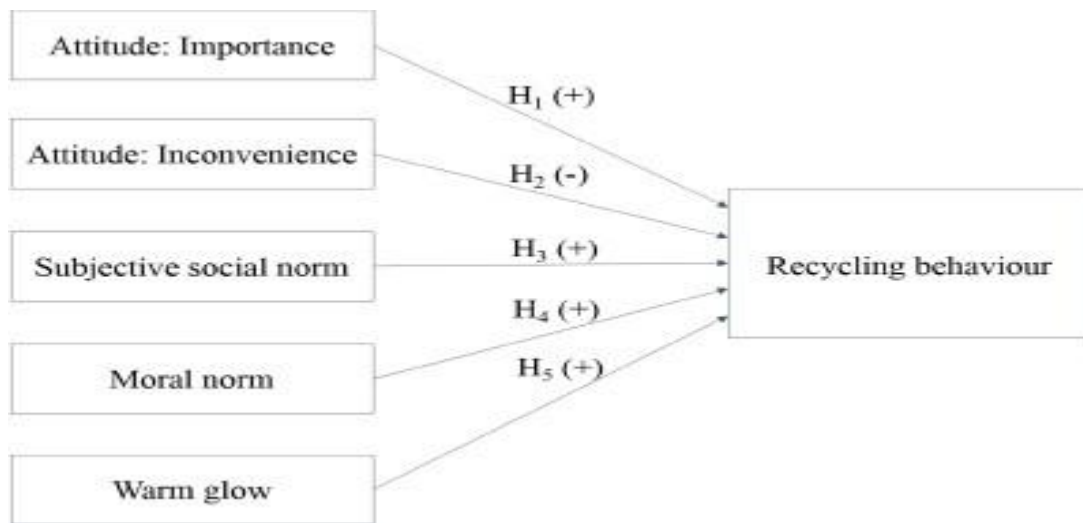 Attitude: Importance
H₁ (+)
Attitude: Inconvenience
H₂ (-)
Subjective social norm
H₃ (+)
Recycling behaviour
H₄ (+)
Moral norm
H₅ (+)
Warm glow